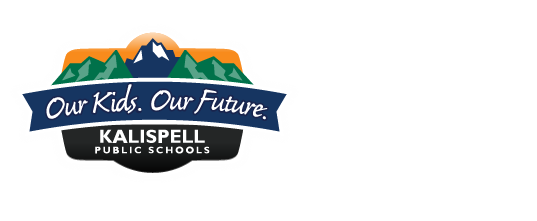 Our Kids. Our Future.
KALISPELL
PUBLIC SCHOOLS